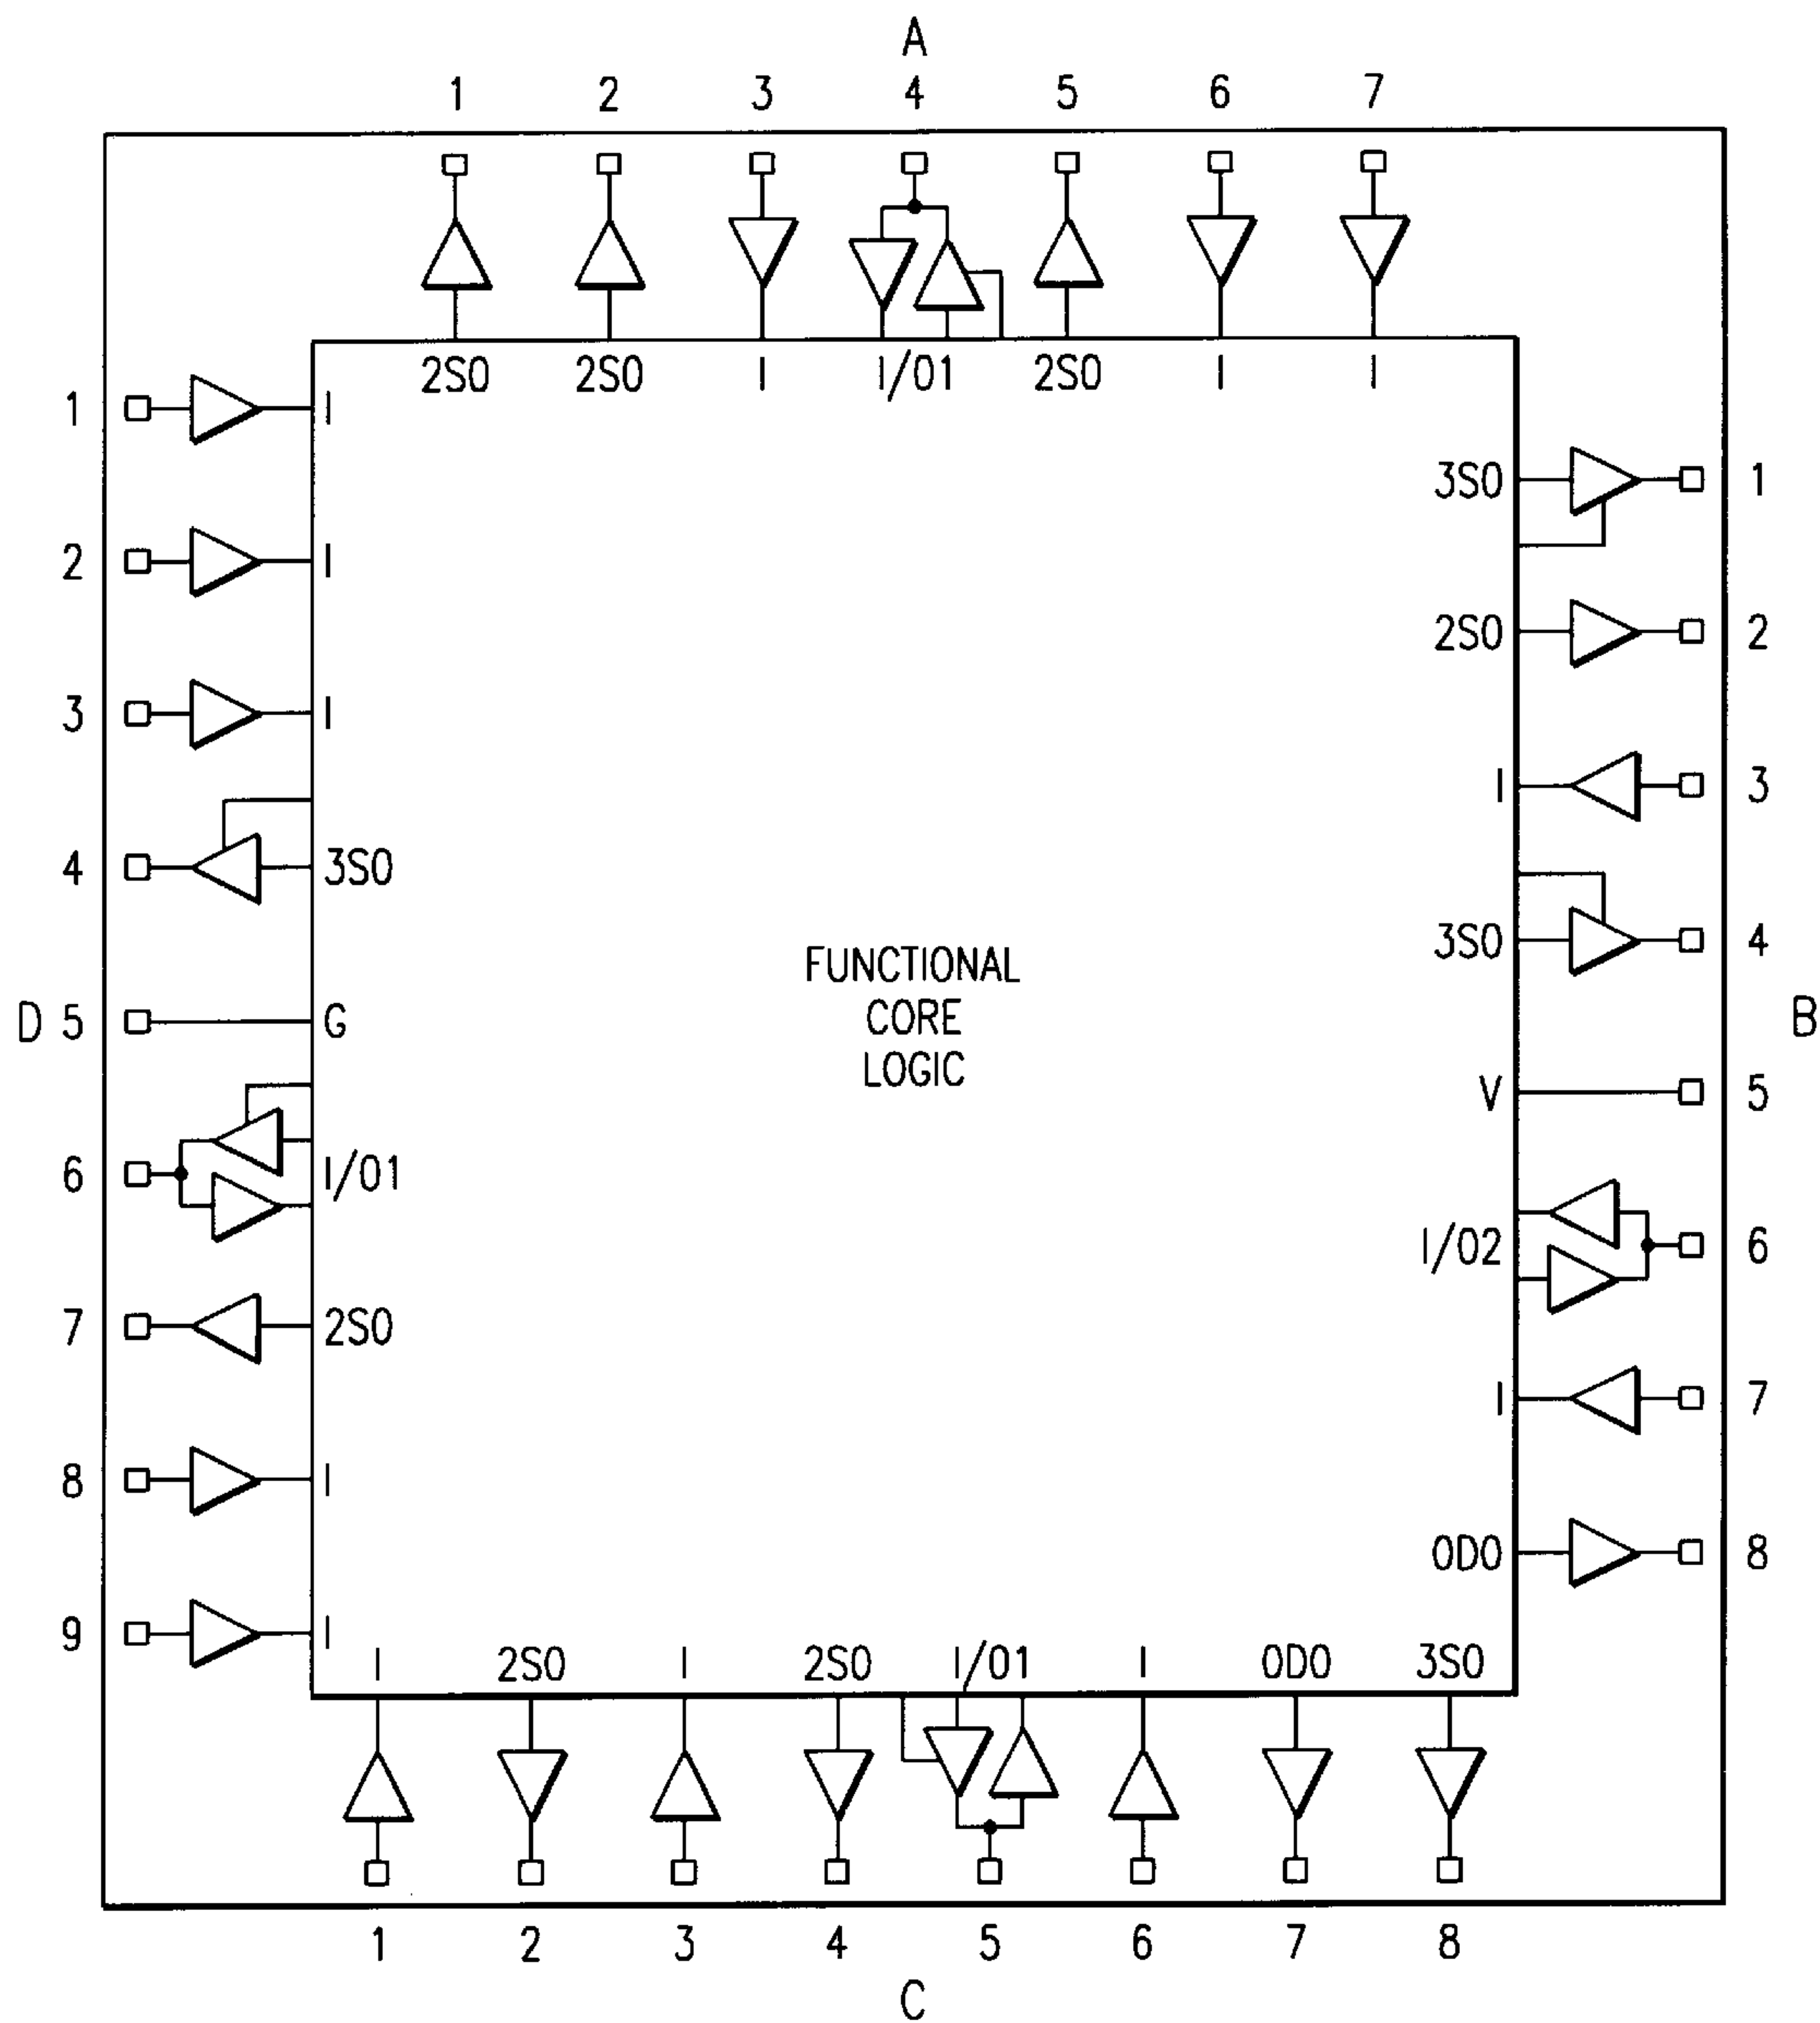 A
1 2 3 4 5 6 7
2S0 2S0 I I/01 2S0 I I
1 I
3S0 1
2 I
2S0 2
3 I
I 3
4 3S0
3S0 4
FUNCTIONAL
CORE
LOGIC
D 5 G
B
V 5
6 I/01
I/02 6
7 2S0
I 7
8 I
0D0 8
9 I
I 2S0 I 2S0 I/01 I 0D0 3S0
1 2 3 4 5 6 7 8
C